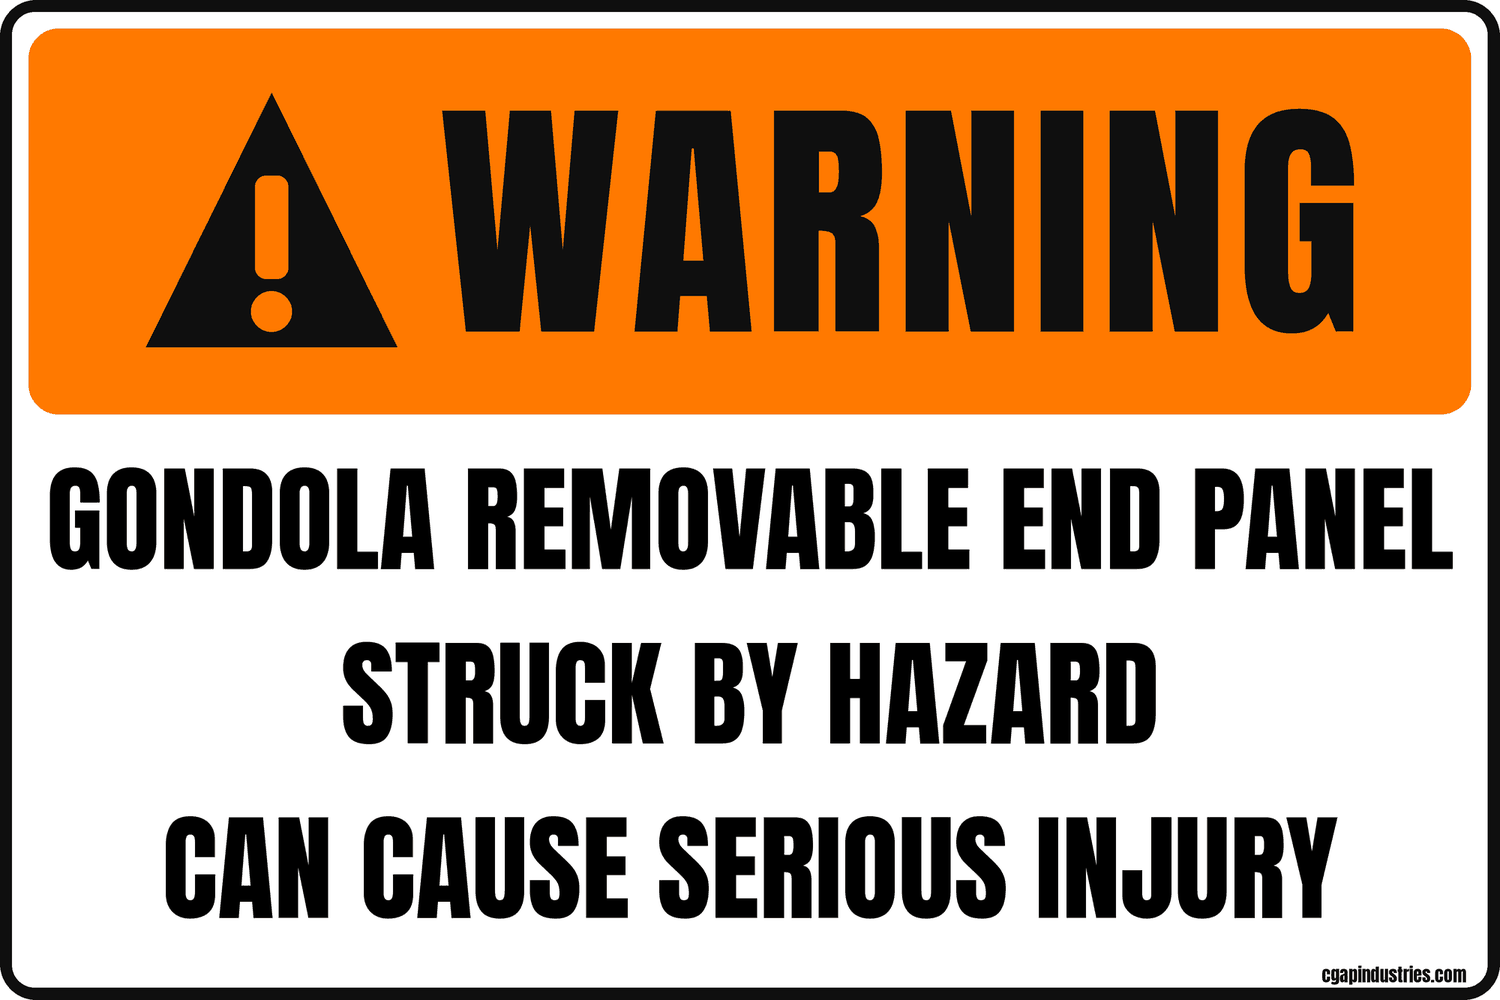 WARNING
GONDOLA REMOVABLE END PANEL
STRUCK BY HAZARD
CAN CAUSE SERIOUS INJURY
cgapindustries.com